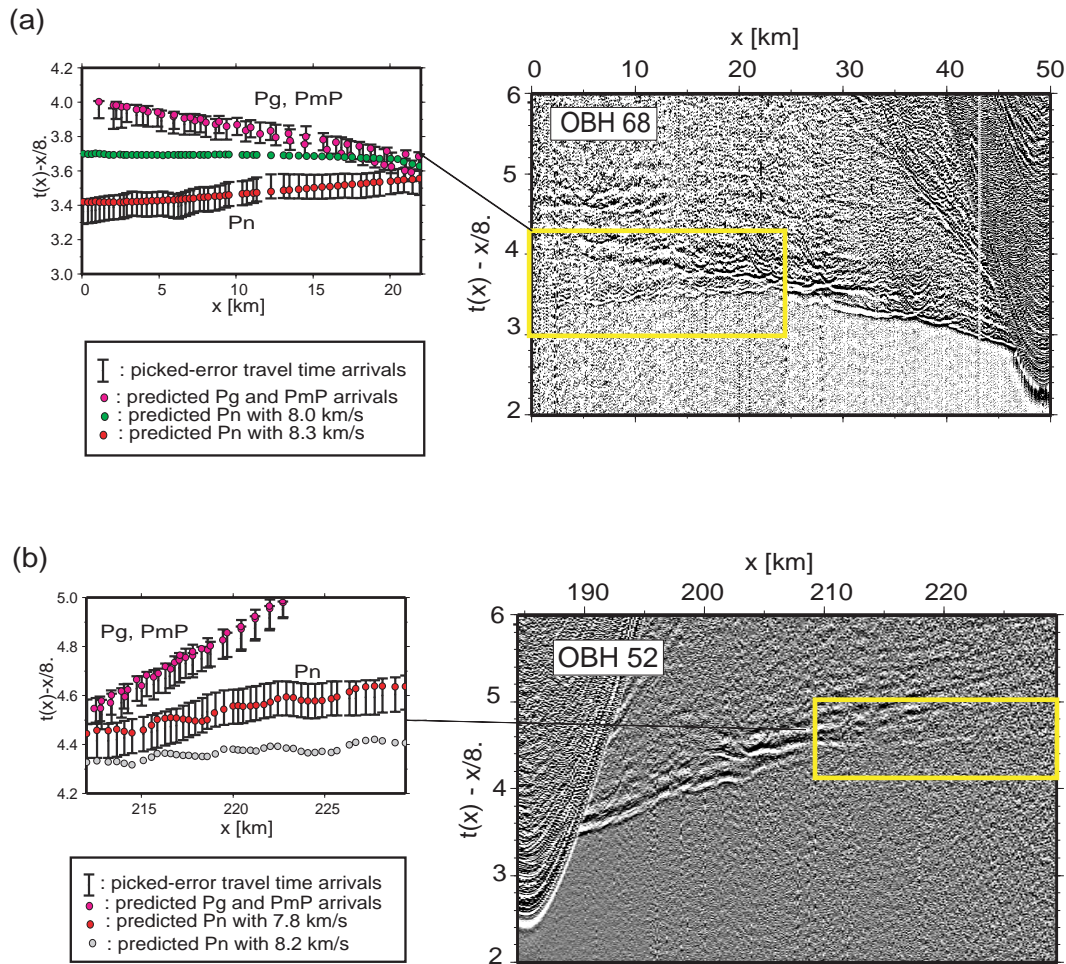 (a)
4.2
4.0
3.8
3.6
3.4
3.2
3.0
t(x)-x/8.
Pg, PmP
Pn
0 5 10 15 20
x [km]
: picked-error travel time arrivals
: predicted Pg and PmP arrivals
: predicted Pn with 8.0 km/s
: predicted Pn with 8.3 km/s
x [km]
0 10 20 30 40 50
6
5
4
3
2
t(x) - x/8.
OBH 68
(b)
5.0
4.8
4.6
4.4
4.2
t(x)-x/8.
Pg, PmP
Pn
215 220 225
x [km]
: picked-error travel time arrivals
: predicted Pg and PmP arrivals
: predicted Pn with 7.8 km/s
: predicted Pn with 8.2 km/s
x [km]
190 200 210 220
6
5
4
3
2
t(x) - x/8.
OBH 52